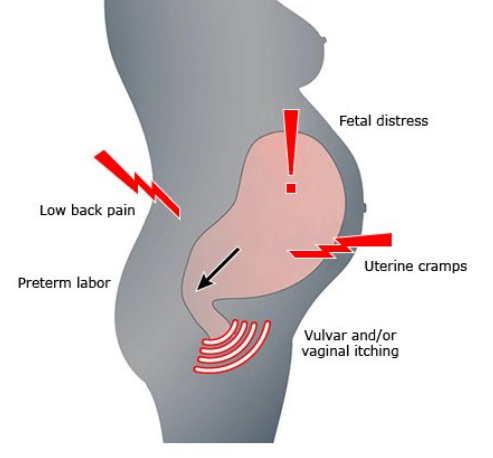 Fetal distress
Low back pain
Uterine cramps
Preterm labor
Vulvar and/or
vaginal itching